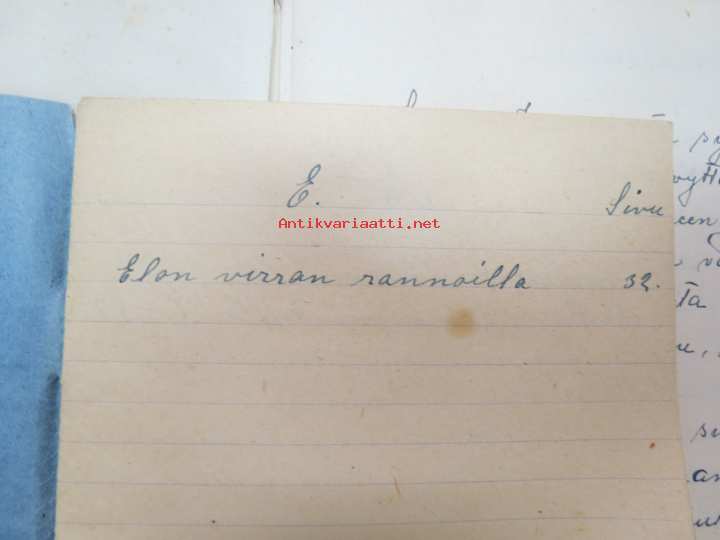 E.
Sivu
Antikvariaatti.net
Elon virran rannoilla 32.